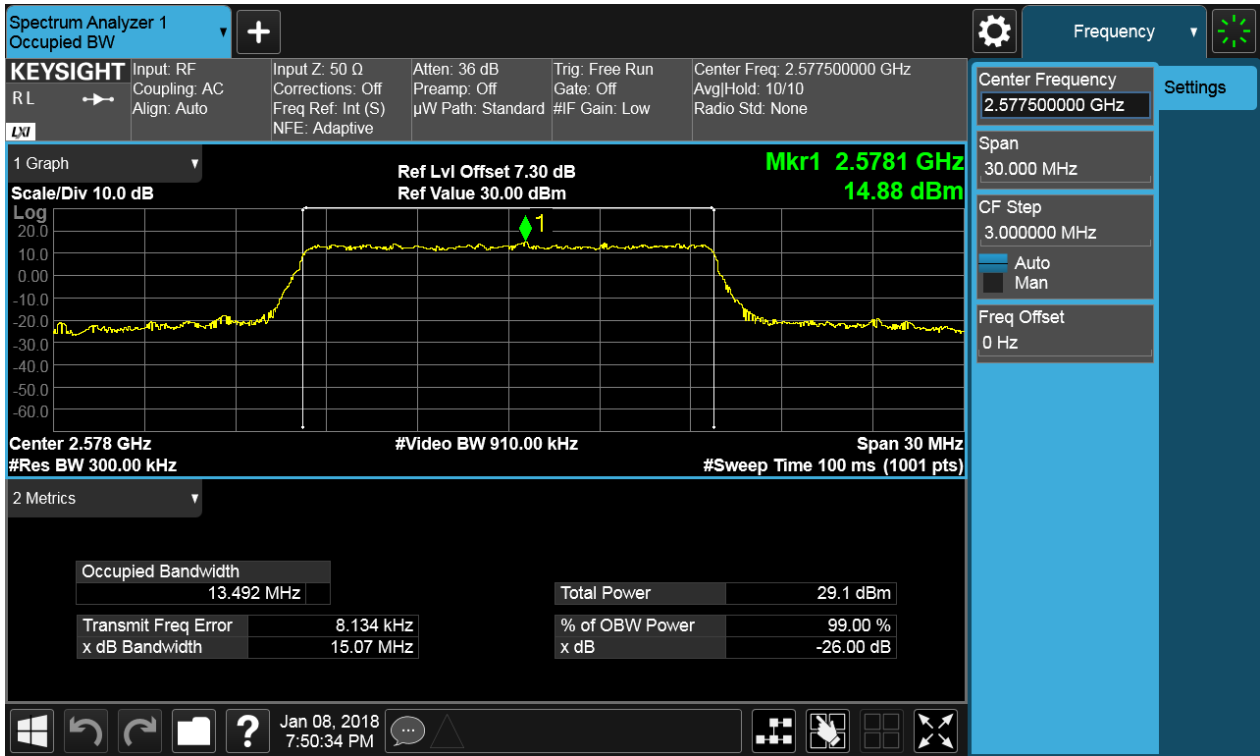 Spectrum Analyzer 1
Occupied BW
+
Frequency
KEYSIGHT
R L
LXI
Input: RF
Coupling: AC
Align: Auto
Input Z: 50 Ω
Corrections: Off
Freq Ref: Int (S)
NFE: Adaptive
Atten: 36 dB
Preamp: Off
µW Path: Standard
Trig: Free Run
Gate: Off
#IF Gain: Low
Center Freq: 2.577500000 GHz
Avg|Hold: 10/10
Radio Std: None
Center Frequency
2.577500000 GHz
Settings
Span
30.000 MHz
CF Step
3.000000 MHz
Auto
Man
Freq Offset
0 Hz
1 Graph
Scale/Div 10.0 dB
Ref Lvl Offset 7.30 dB
Ref Value 30.00 dBm
Mkr1 2.5781 GHz
14.88 dBm
Log
20.0
10.0
0.00
-10.0
-20.0
-30.0
-40.0
-50.0
-60.0
1
Center 2.578 GHz
#Video BW 910.00 kHz
Span 30 MHz
#Res BW 300.00 kHz
#Sweep Time 100 ms (1001 pts)
2 Metrics
Occupied Bandwidth
13.492 MHz
Total Power 29.1 dBm
Transmit Freq Error 8.134 kHz
% of OBW Power 99.00 %
x dB Bandwidth 15.07 MHz
x dB -26.00 dB
?
Jan 08, 2018
7:50:34 PM